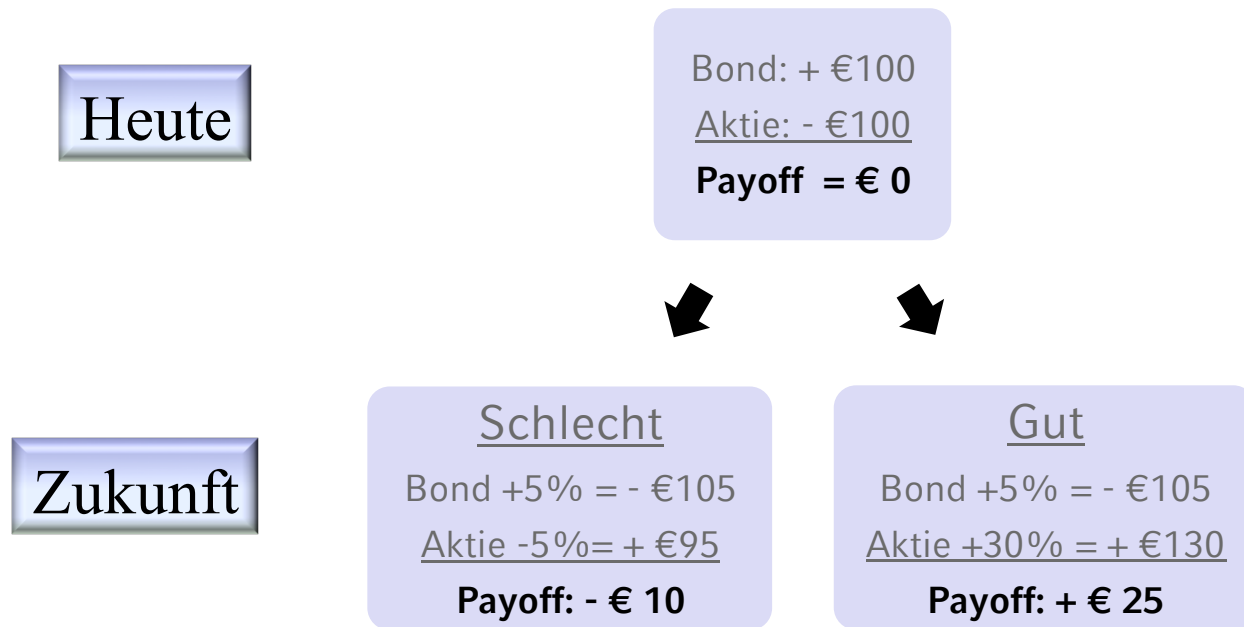 Heute
Bond: + €100
Aktie: - €100
Payoff  = € 0
Zukunft
Schlecht
Bond +5% = - €105
Aktie -5%= + €95
Payoff: - € 10
Gut
Bond +5% = - €105
Aktie +30% = + €130
Payoff: + € 25